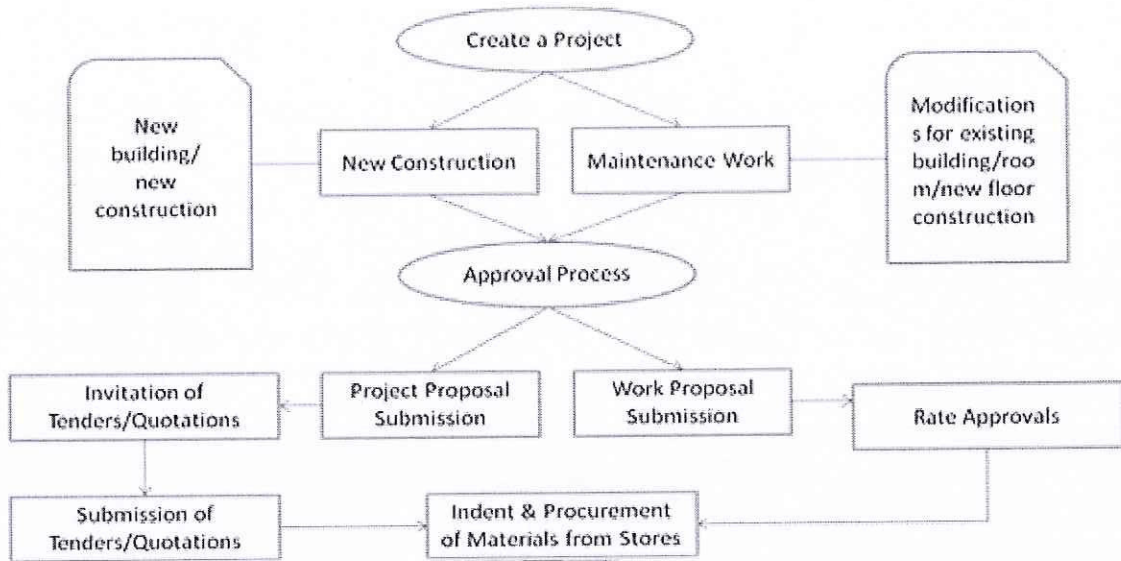 Create a Project
New
building/
new
construction
New Construction
Maintenance Work
Modification
s for existing
building/roo
m/new floor
construction
Approval Process
Invitation of
Tenders/Quotations
Project Proposal
Submission
Work Proposal
Submission
Rate Approvals
Submission of
Tenders/Quotations
Indent & Procurement
of Materials from Stores